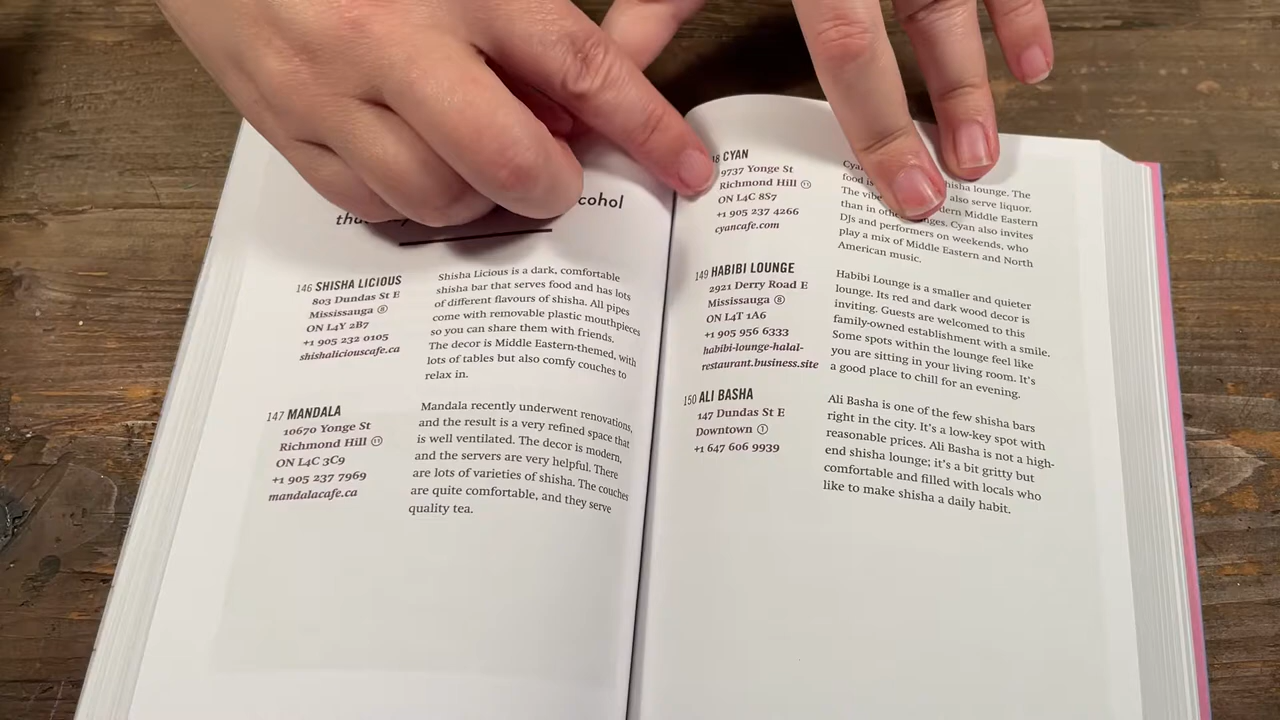 cohol
146 SHISHA LICIOUS
803 Dundas St E
Mississauga ⑧
ON L4Y 2B7
+1 905 232 0105
shishaliciouscafe.ca
Shisha Licious is a dark, comfortable
shisha bar that serves food and has lots
of different flavours of shisha. All pipes
come with removable plastic mouthpieces
so you can share them with friends.
The decor is Middle Eastern-themed, with
lots of tables but also comfy couches to
relax in.
147 MANDALA
10670 Yonge St
Richmond Hill ⑪
ON L4C 3C9
+1 905 237 7969
mandalacafe.ca
Mandala recently underwent renovations,
and the result is a very refined space that
is well ventilated. The decor is modern,
and the servers are very helpful. There
are lots of varieties of shisha. The couches
are quite comfortable, and they serve
quality tea.
8 CYAN
9737 Yonge St
Richmond Hill ⑪
ON L4C 8S7
+1 905 237 4266
cyancafe.com
hisha lounge. The
food is also serve liquor.
The vibe dern Middle Eastern
than in nges. Cyan also invites
DJs and performers on weekends, who
play a mix of Middle Eastern and North
American music.
149 HABIBI LOUNGE
2921 Derry Road E
Mississauga ⑧
ON L4T 1A6
+1 905 956 6333
habibi-lounge-halal-
restaurant.business.site
Habibi Lounge is a smaller and quieter
lounge. Its red and dark wood decor is
inviting. Guests are welcomed to this
family-owned establishment with a smile.
Some spots within the lounge feel like
you are sitting in your living room. It's
a good place to chill for an evening.
150 ALI BASHA
147 Dundas St E
Downtown ①
+1 647 606 9939
Ali Basha is one of the few shisha bars
right in the city. It's a low-key spot with
reasonable prices. Ali Basha is not a high-
end shisha lounge; it's a bit gritty but
comfortable and filled with locals who
like to make shisha a daily habit.